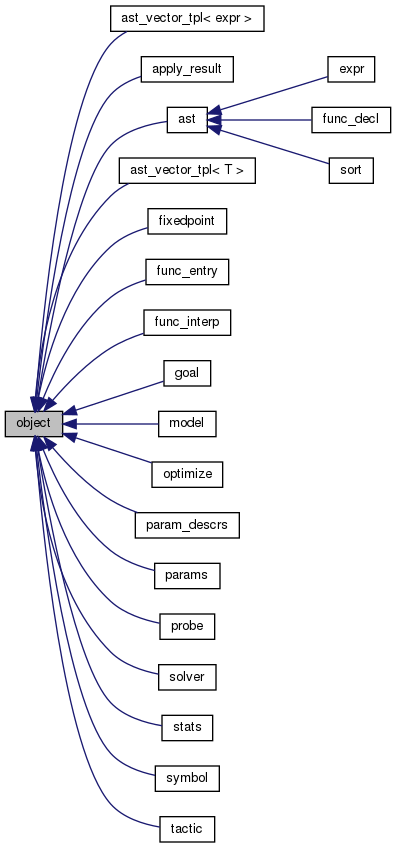 ast_vector_tpl< expr >
apply_result
ast
expr
func_decl
sort
ast_vector_tpl< T >
fixedpoint
func_entry
func_interp
goal
object
model
optimize
param_descrs
params
probe
solver
stats
symbol
tactic